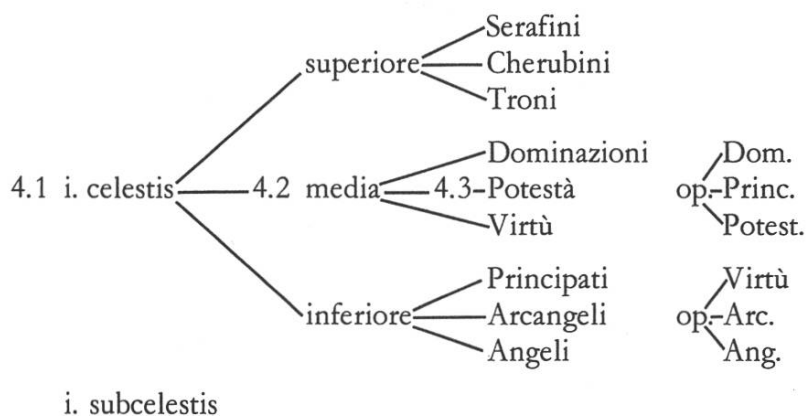 Serafini
superiore Cherubini
Troni
Dominazioni Dom.
4.1 i. celestis 4.2 media 4.3-Potestà op.-Princ.
Virtù Potest.
Principati Virtù
inferiore Arcangeli op.-Arc.
Angeli Ang.
i. subcelestis